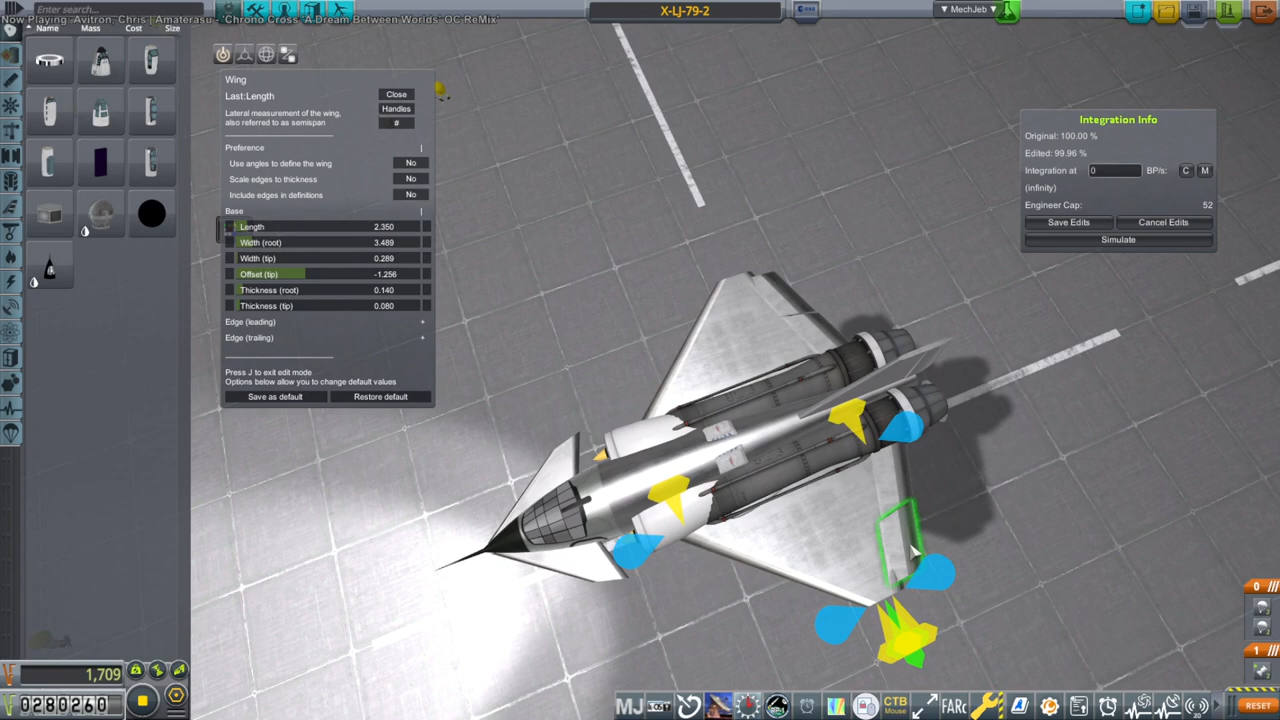 Enter search...
Now Playing: Avitron, Chris | Amaterasu - 'Chrono Cross 'A Dream Between Worlds' OC ReMix'
X-LJ-79-2
▼ MechJeb ▼
Name Mass Cost Size
Wing
Last:Length
Close
Lateral measurement of the wing,
also referred to as semispan
Handles
#
Preference |
Use angles to define the wing No
Scale edges to thickness No
Include edges in definitions No
Base |
Length 2.350
Width (root) 3.489
Width (tip) 0.289
Offset (tip) -1.256
Thickness (root) 0.140
Thickness (tip) 0.080
Edge (leading) +
Edge (trailing) +
Press J to exit edit mode
Options below allow you to change default values
Save as default Restore default
Integration Info
Original: 100.00 %
Edited: 99.96 %
Integration at 0 BP/s: C M
(infinity)
Engineer Cap: 52
Save Edits Cancel Edits
Simulate
0
1
1,709
0280260
MJ
CTB
Mouse
FARc
20
RESET